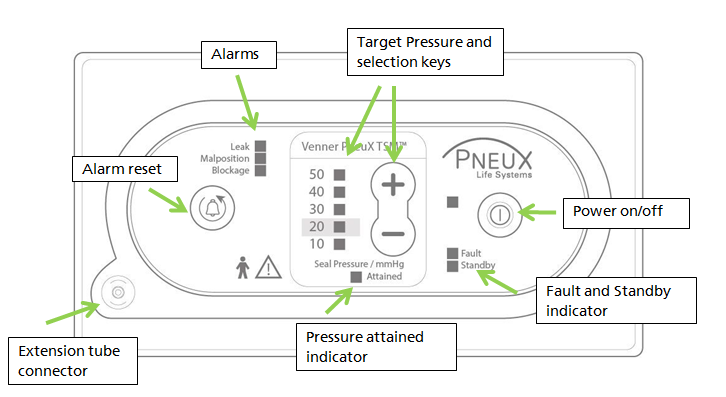 Target Pressure and
selection keys
Alarms
Leak
Malposition
Blockage
Alarm reset
Venner PneuX TSM™
50
40
30
20
10
Seal Pressure / mmHg
Attained
PNEUX
Life Systems
Power on/off
Fault
Standby
Fault and Standby
indicator
Pressure attained
indicator
Extension tube
connector